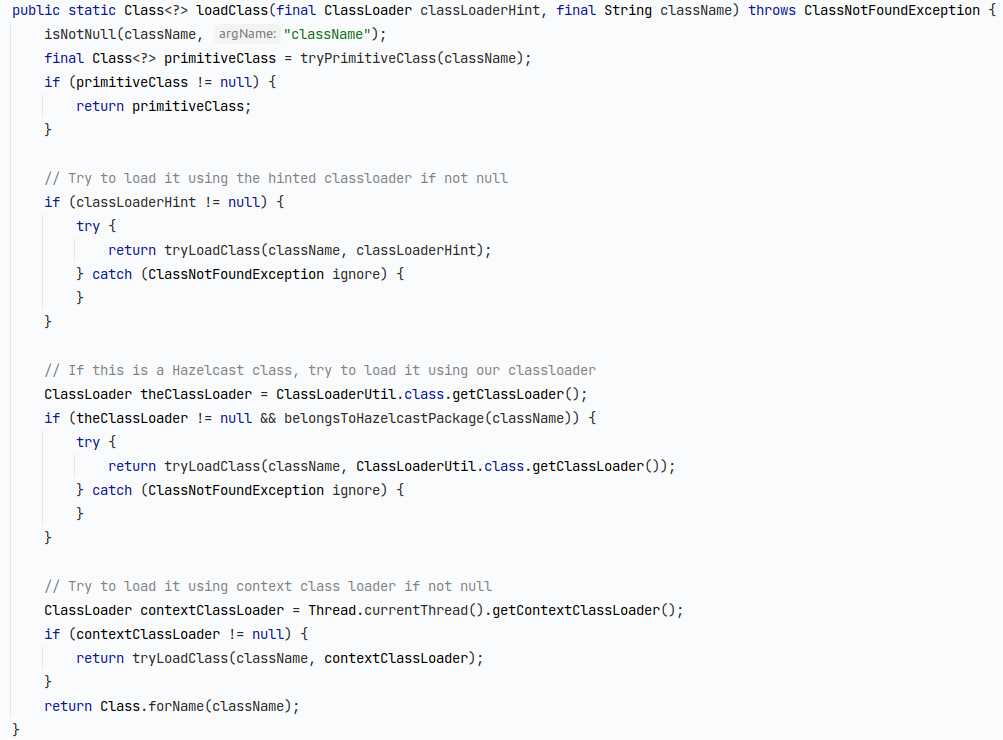 public static Class<?> loadClass(final ClassLoader classLoaderHint, final String className) throws ClassNotFoundException {
    isNotNull(className, argName: "className");
    final Class<?> primitiveClass = tryPrimitiveClass(className);
    if (primitiveClass != null) {
        return primitiveClass;
    }

    // Try to load it using the hinted classloader if not null
    if (classLoaderHint != null) {
        try {
            return tryLoadClass(className, classLoaderHint);
        } catch (ClassNotFoundException ignore) {
        }
    }

    // If this is a Hazelcast class, try to load it using our classloader
    ClassLoader theClassLoader = ClassLoaderUtil.class.getClassLoader();
    if (theClassLoader != null && belongsToHazelcastPackage(className)) {
        try {
            return tryLoadClass(className, ClassLoaderUtil.class.getClassLoader());
        } catch (ClassNotFoundException ignore) {
        }
    }

    // Try to load it using context class loader if not null
    ClassLoader contextClassLoader = Thread.currentThread().getContextClassLoader();
    if (contextClassLoader != null) {
        return tryLoadClass(className, contextClassLoader);
    }
    return Class.forName(className);
}